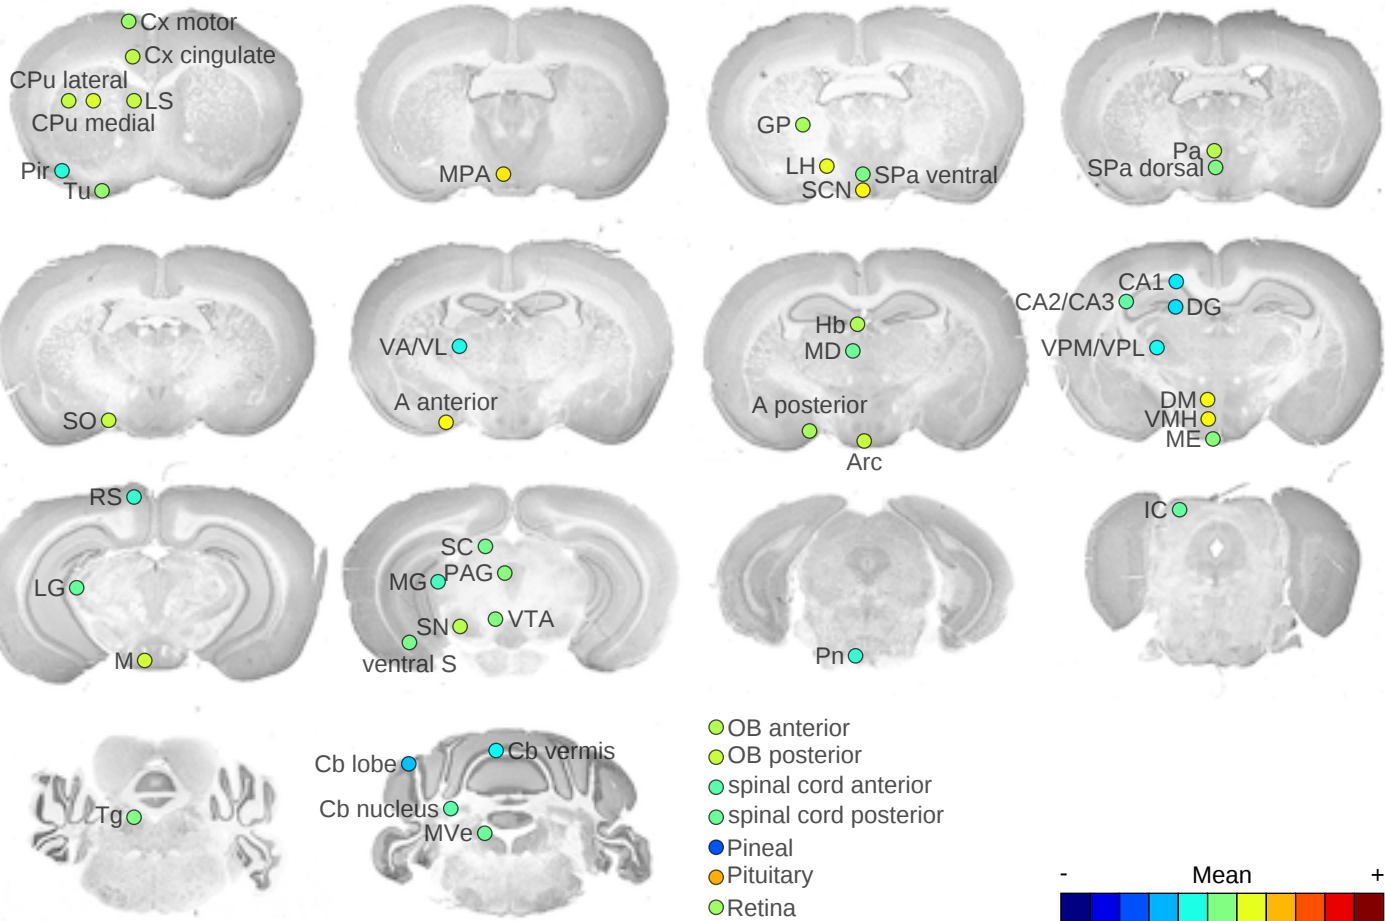 Cx motor
Cx cingulate
CPu lateral
LS
CPu medial
Pir
Tu
MPA
GP
LH
SPa ventral
SCN
Pa
SPa dorsal
SO
VA/VL
A anterior
Hb
MD
A posterior
Arc
CA1
CA2/CA3
DG
VPM/VPL
DM
VMH
ME
RS
LG
M
SC
MG
PAG
SN
VTA
ventral S
Pn
IC
Tg
Cb lobe
Cb vermis
Cb nucleus
MVe
OB anterior
OB posterior
spinal cord anterior
spinal cord posterior
Pineal
Pituitary
Retina
- Mean +